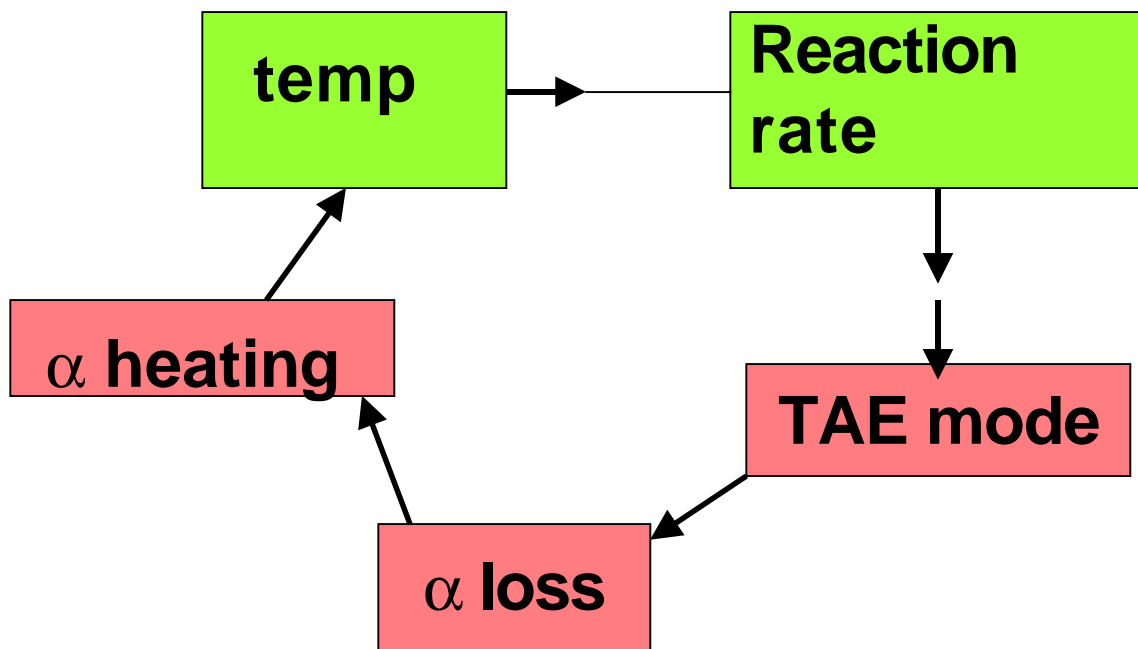 temp
Reaction
rate
α heating
TAE mode
α loss